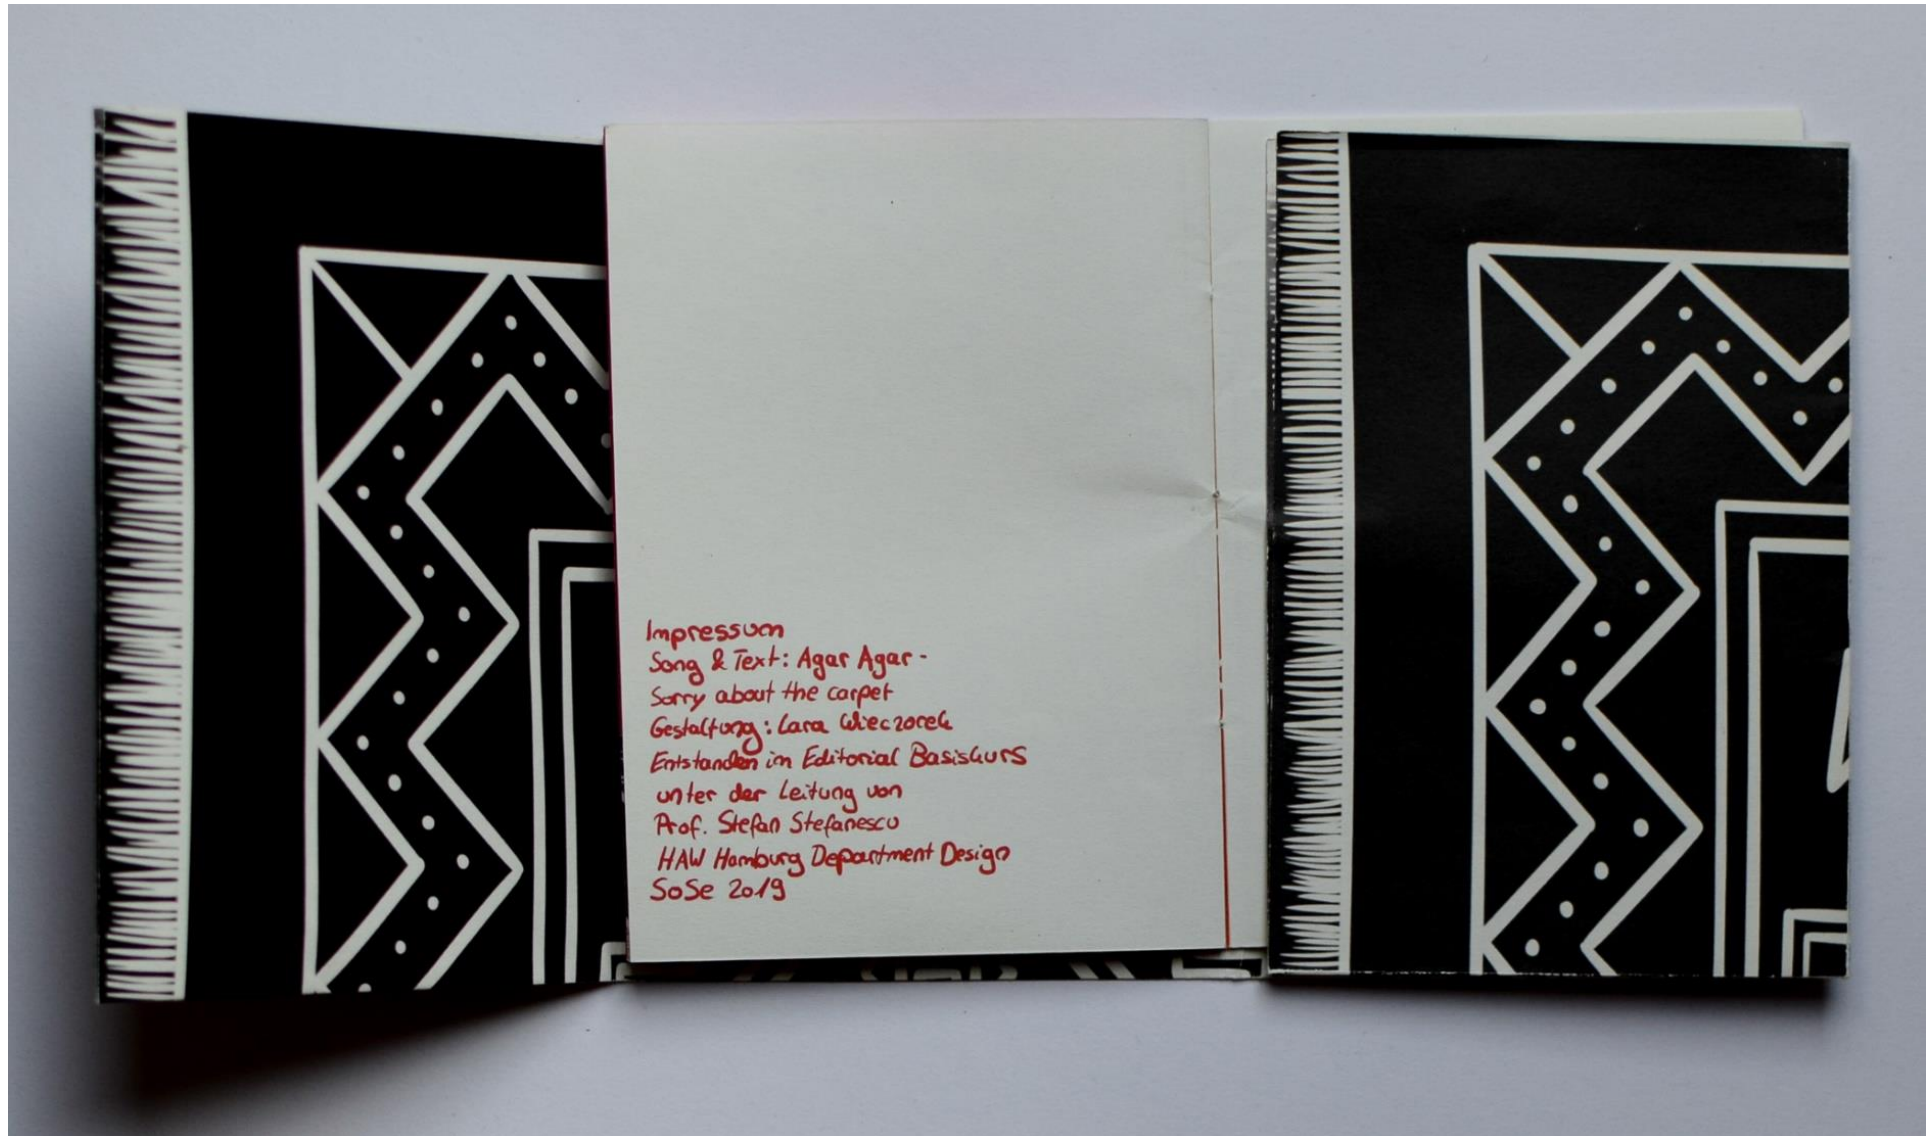 Impressum
Song & Text: Agar Agar -
Sorry about the carpet
Gestaltung: Lara Wieczorek
Entstanden im Editorial Basiskurs
unter der Leitung von
Prof. Stefan Stefanescu
HAW Hamburg Department Design
SoSe 2019